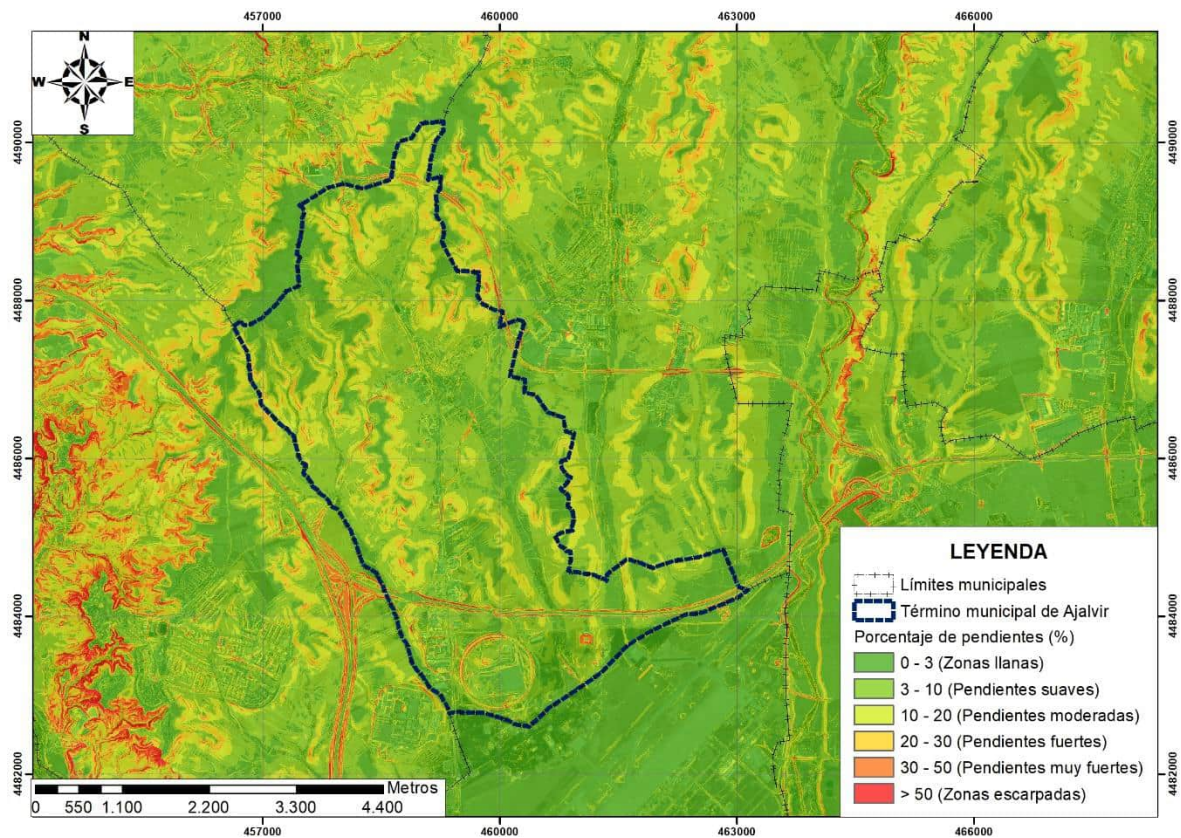 457000 460000 463000 466000
N
W E
S
4490000 4490000
4488000 4488000
4486000 4486000
4484000 4484000
4482000 4482000
LEYENDA
Límites municipales
Término municipal de Ajalvir
Porcentaje de pendientes (%)
0 - 3 (Zonas llanas)
3 - 10 (Pendientes suaves)
10 - 20 (Pendientes moderadas)
20 - 30 (Pendientes fuertes)
30 - 50 (Pendientes muy fuertes)
> 50 (Zonas escarpadas)
Metros
0 550 1.100 2.200 3.300 4.400
457000 460000 463000 466000